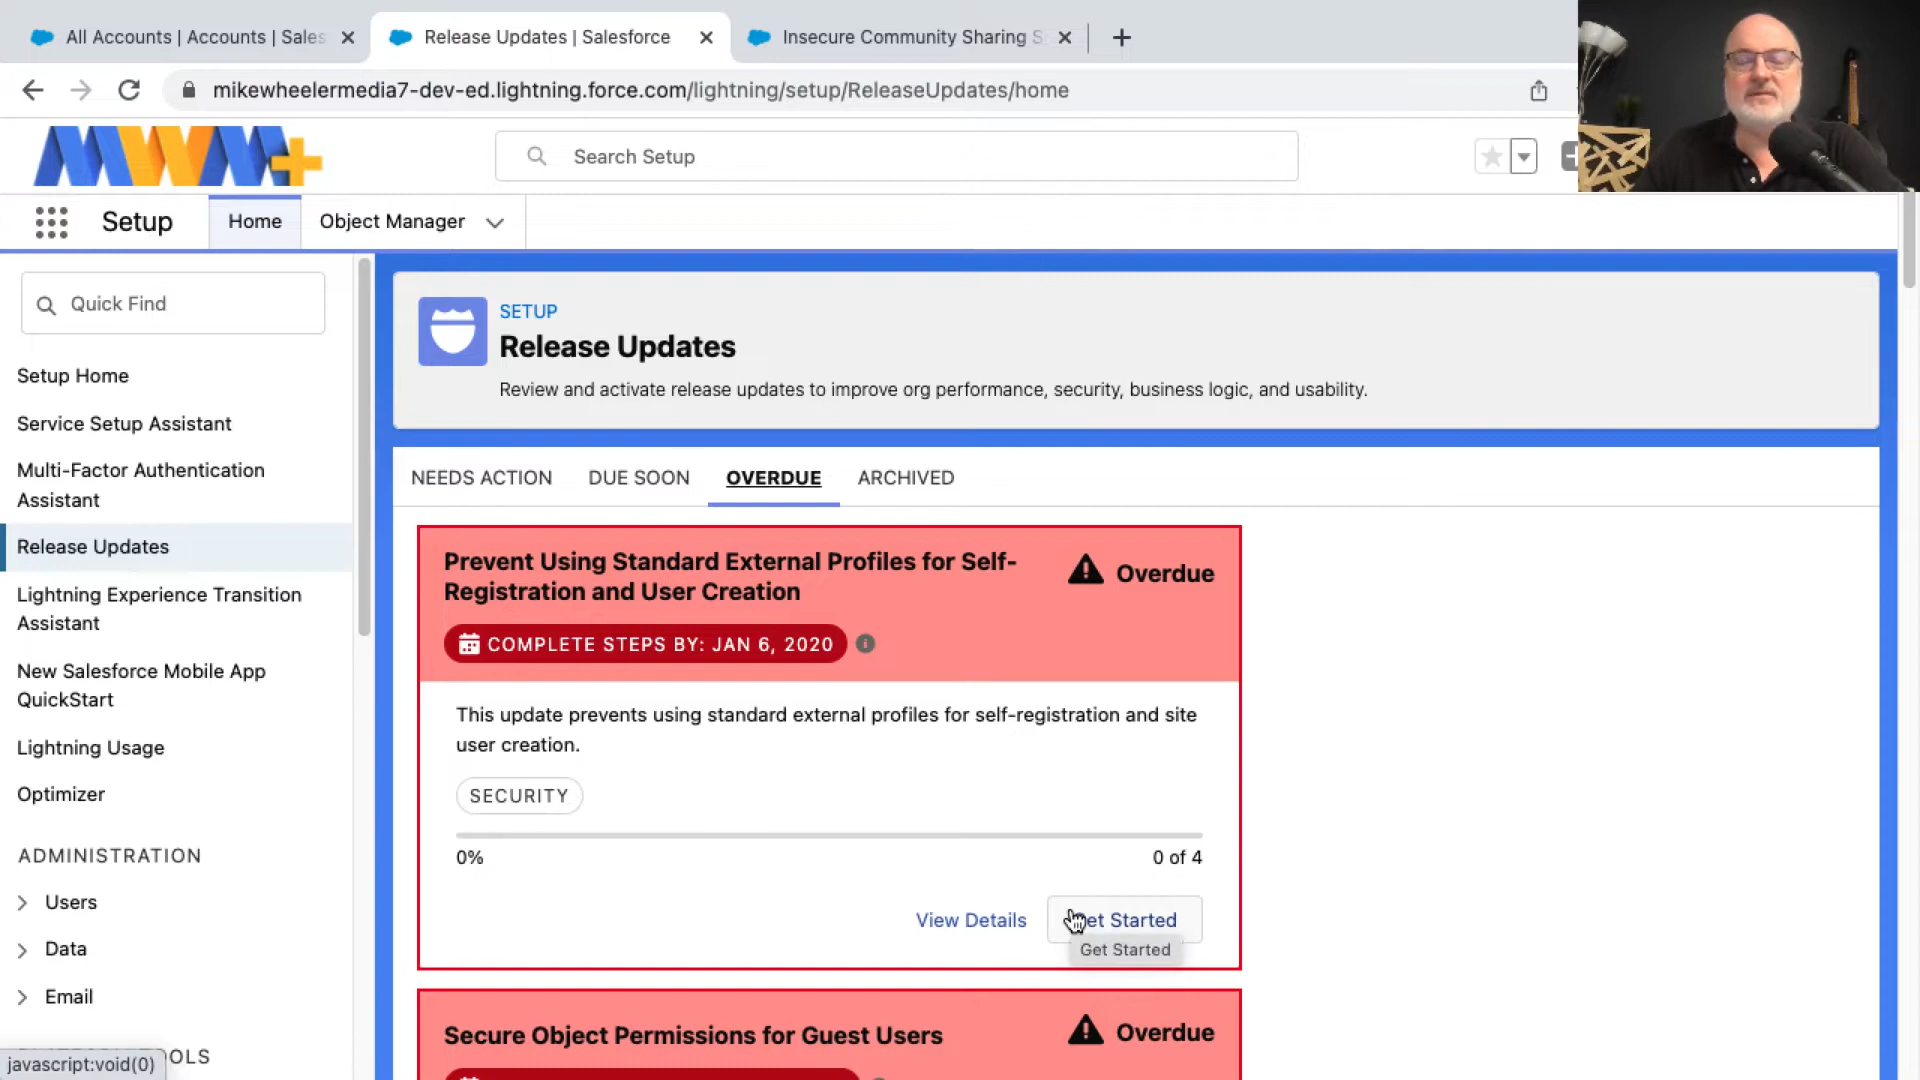 All Accounts | Accounts | Sales
Release Updates | Salesforce
Insecure Community Sharing S
mikewheelermedia7-dev-ed.lightning.force.com/lightning/setup/ReleaseUpdates/home
MWM+
Search Setup
Setup
Home
Object Manager
Quick Find
Setup Home
Service Setup Assistant
Multi-Factor Authentication
Assistant
Release Updates
Lightning Experience Transition
Assistant
New Salesforce Mobile App
QuickStart
Lightning Usage
Optimizer
ADMINISTRATION
Users
Data
Email
OOLS
javascript:void(0)
SETUP
Release Updates
Review and activate release updates to improve org performance, security, business logic, and usability.
NEEDS ACTION
DUE SOON
OVERDUE
ARCHIVED
Prevent Using Standard External Profiles for Self-
Registration and User Creation
Overdue
COMPLETE STEPS BY: JAN 6, 2020
This update prevents using standard external profiles for self-registration and site
user creation.
SECURITY
0%
0 of 4
View Details
Get Started
Get Started
Secure Object Permissions for Guest Users
Overdue